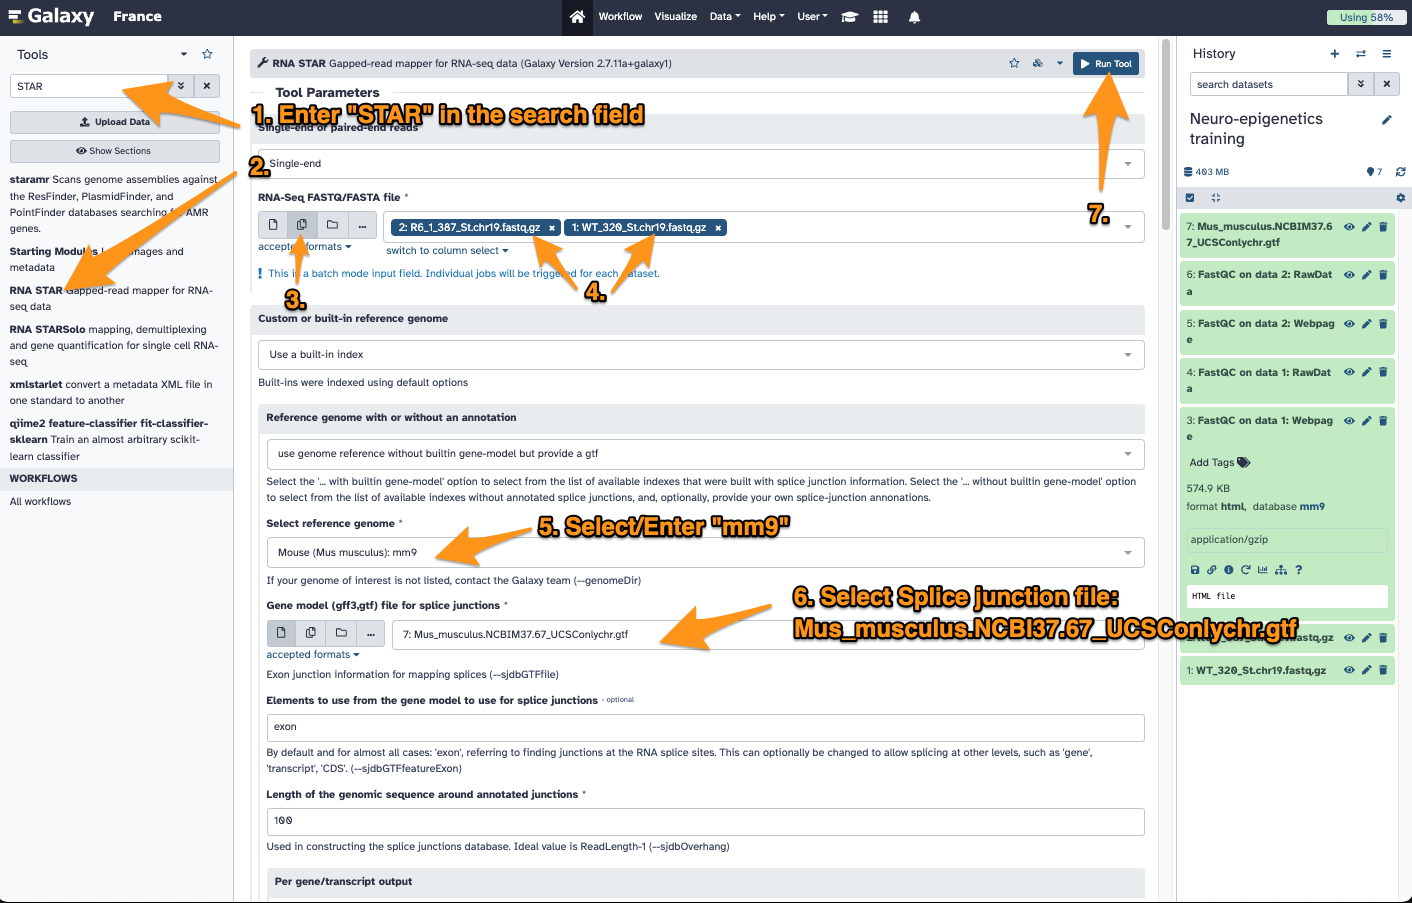 Galaxy France
Workflow Visualize Data Help User
Using 58%
Tools
STAR
Upload Data
Show Sections
staramr Scans genome assemblies against
the ResFinder, PlasmidFinder, and
PointFinder databases searching for AMR
genes.
Starting Modules images and
metadata
RNA STAR Gapped-read mapper for RNA-
seq data
RNA STARSolo mapping, demultiplexing
and gene quantification for single cell RNA-
seq
xmlstarlet convert a metadata XML file in
one standard to another
qiime2 feature-classifier fit-classifier-
sklearn Train an almost arbitrary scikit-
learn classifier
WORKFLOWS
All workflows
RNA STAR Gapped-read mapper for RNA-seq data (Galaxy Version 2.7.11a+galaxy1)
Run Tool
Tool Parameters
1. Enter "STAR" in the search field
Single-end or paired-end reads
2.
Single-end
RNA-Seq FASTQ/FASTA file *
7.
... 2: R6_1_387_St.chr19.fastq.gz × 1: WT_320_St.chr19.fastq.gz ×
accepted formats
switch to column select
! This is a batch mode input field. Individual jobs will be triggered for each dataset.
3.
4.
Custom or built-in reference genome
Use a built-in index
Built-ins were indexed using default options
Reference genome with or without an annotation
use genome reference without builtin gene-model but provide a gtf
Select the '... with builtin gene-model' option to select from the list of available indexes that were built with splice junction information. Select the '... without builtin gene-model' option
to select from the list of available indexes without annotated splice junctions, and, optionally, provide your own splice-junction annonations.
Select reference genome *
5. Select/Enter "mm9"
Mouse (Mus musculus): mm9
If your genome of interest is not listed, contact the Galaxy team (--genomeDir)
Gene model (gff3,gtf) file for splice junctions *
6. Select Splice junction file:
Mus_musculus.NCBI37.67_UCSConlychr.gtf
... 7: Mus_musculus.NCBIM37.67_UCSConlychr.gtf
accepted formats
Exon junction information for mapping splices (--sjdbGTFfile)
Elements to use from the gene model to use for splice junctions - optional
exon
By default and for almost all cases: 'exon', referring to finding junctions at the RNA splice sites. This can optionally be changed to allow splicing at other levels, such as 'gene',
'transcript', 'CDS'. (--sjdbGTFfeatureExon)
Length of the genomic sequence around annotated junctions *
100
Used in constructing the splice junctions database. Ideal value is ReadLength-1 (--sjdbOverhang)
Per gene/transcript output
History
search datasets
Neuro-epigenetics
training
403 MB
7
7: Mus_musculus.NCBIM37.6
7_UCSConlychr.gtf
6: FastQC on data 2: RawDat
a
5: FastQC on data 2: Webpag
e
4: FastQC on data 1: RawDat
a
3: FastQC on data 1: Webpag
e
Add Tags
574.9 KB
format html, database mm9
application/gzip
HTML file
1: WT_320_St.chr19.fastq.gz